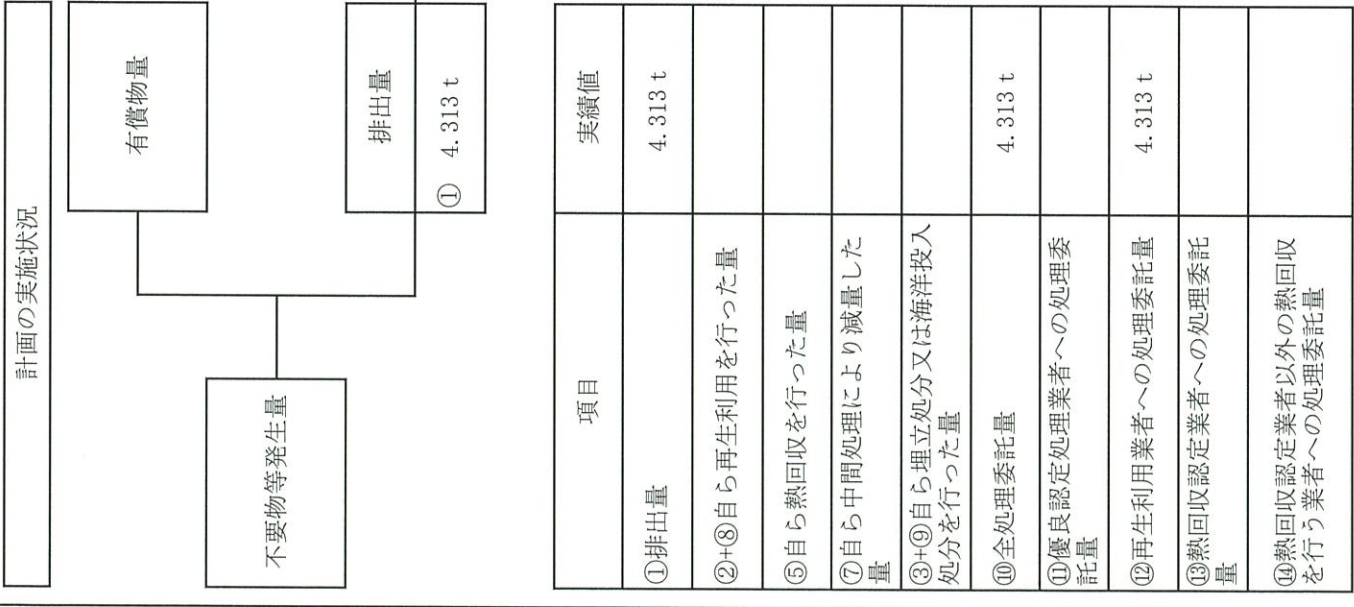 計画の実施状況
有償物量
不要物等発生量
排出量
① 4.313 t
項目
実績値
①排出量
4.313 t
②+⑧自ら再生利用を行った量
⑤自ら熱回収を行った量
⑦自ら中間処理により減量した
量
③+⑨自ら埋立処分又は海洋投入
処分を行った量
⑩全処理委託量
4.313 t
⑪優良認定処理業者への処理委
託量
⑫再生利用業者への処理委託量
4.313 t
⑬熱回収認定業者への処理委託
量
⑭熱回収認定業者以外の熱回収
を行う業者への処理委託量